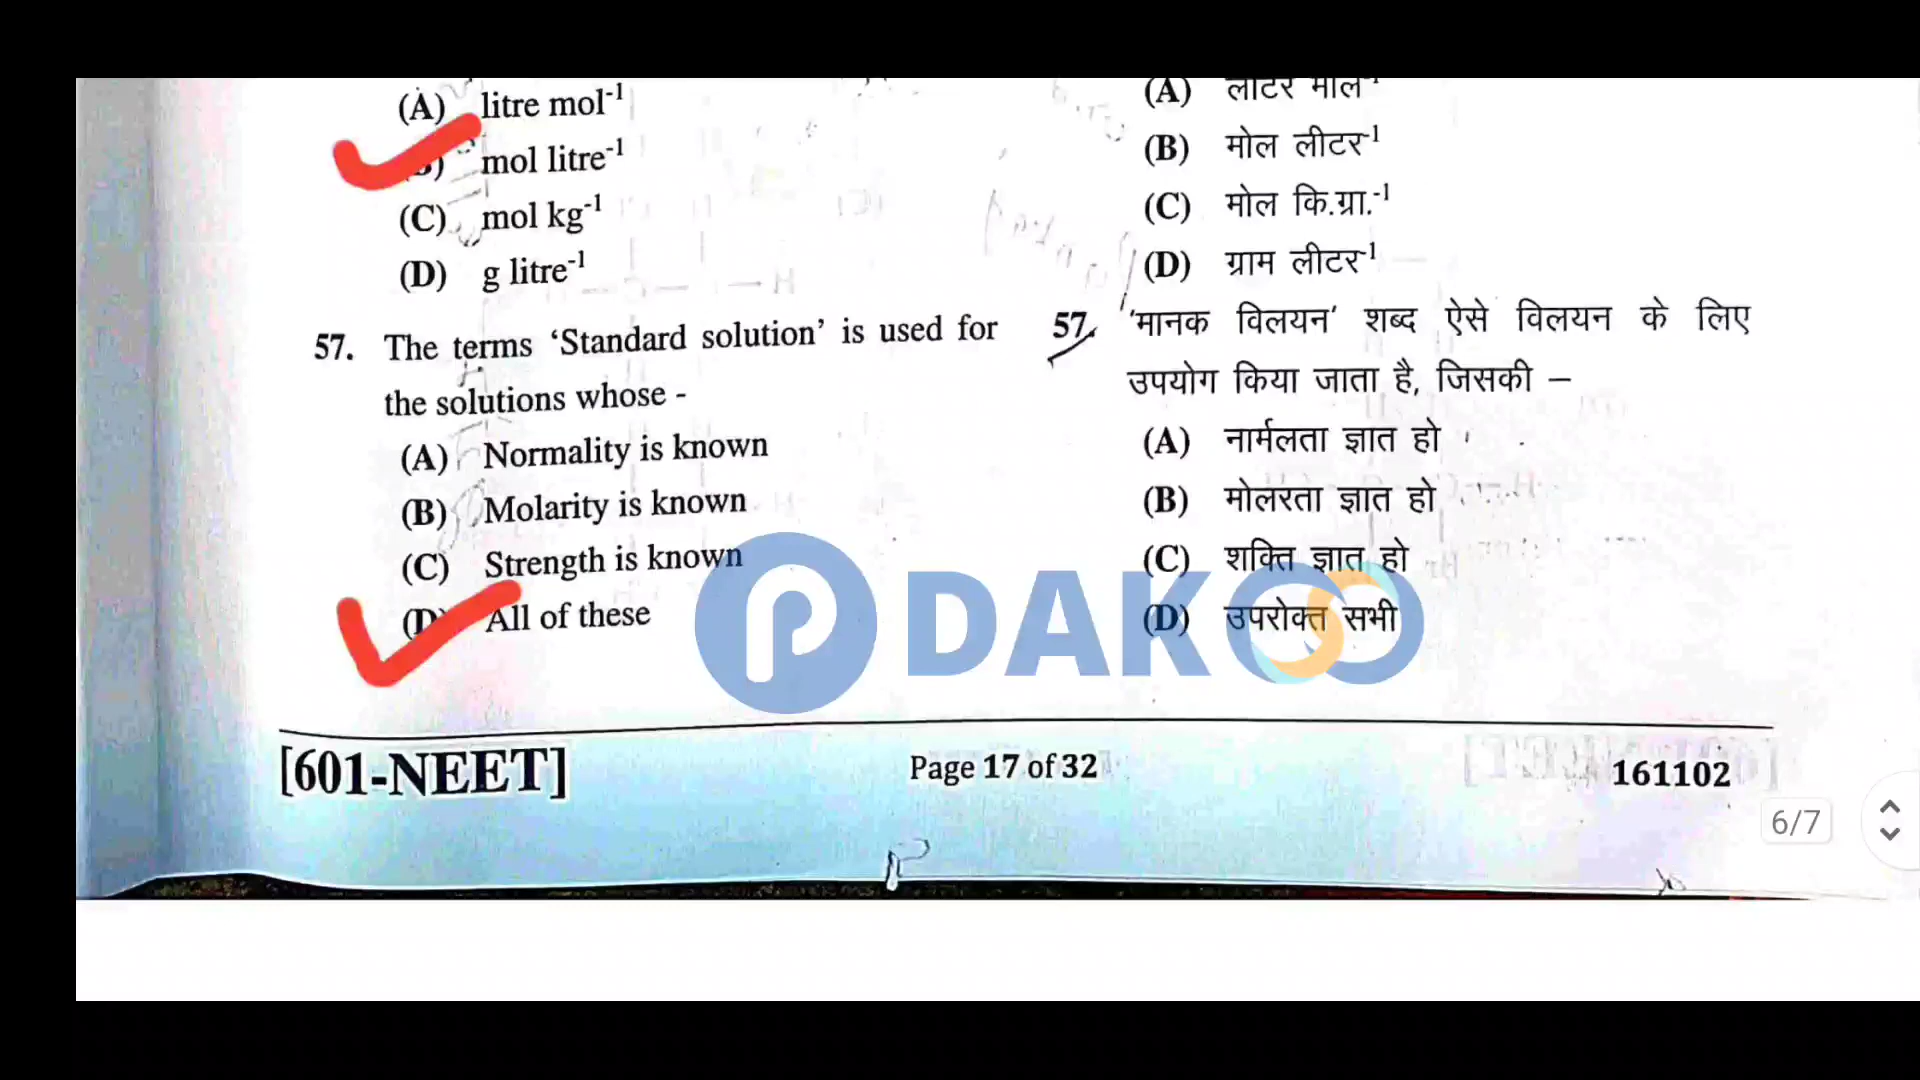 (A) litre mol-1
mol litre-1
(C) mol kg-1
(D) g litre-1
57. The terms ‘Standard solution’ is used for
the solutions whose -
(A) Normality is known
(B) Molarity is known
(C) Strength is known
(D) All of these
(A) लीटर मोल-1
(B) मोल लीटर-1
(C) मोल कि.ग्रा.-1
(D) ग्राम लीटर-1
57. ‘मानक विलयन’ शब्द ऐसे विलयन के लिए
उपयोग किया जाता है, जिसकी –
(A) नार्मलता ज्ञात हो
(B) मोलरता ज्ञात हो
(C) शक्ति ज्ञात हो
(D) उपरोक्त सभी
P DAKOO
[601-NEET] Page 17 of 32 161102
6/7